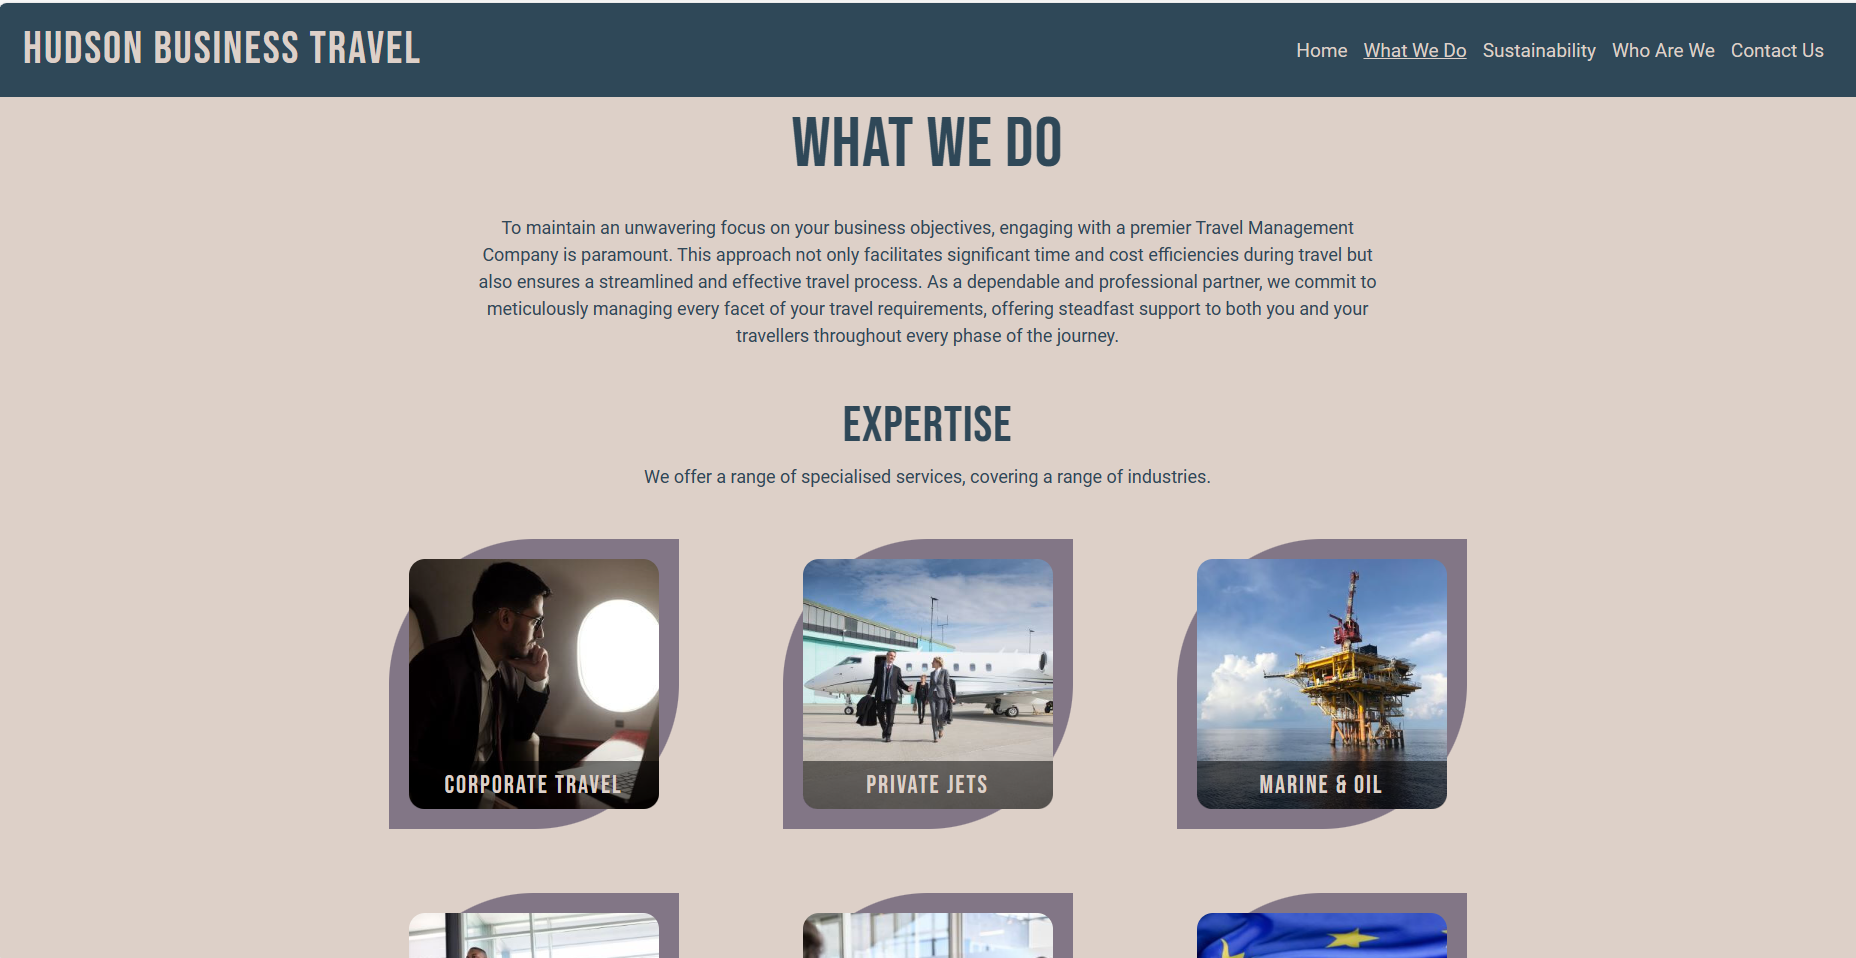 HUDSON BUSINESS TRAVEL
Home What We Do Sustainability Who Are We Contact Us
WHAT WE DO
To maintain an unwavering focus on your business objectives, engaging with a premier Travel Management
Company is paramount. This approach not only facilitates significant time and cost efficiencies during travel but
also ensures a streamlined and effective travel process. As a dependable and professional partner, we commit to
meticulously managing every facet of your travel requirements, offering steadfast support to both you and your
travellers throughout every phase of the journey.
EXPERTISE
We offer a range of specialised services, covering a range of industries.
CORPORATE TRAVEL
PRIVATE JETS
MARINE & OIL